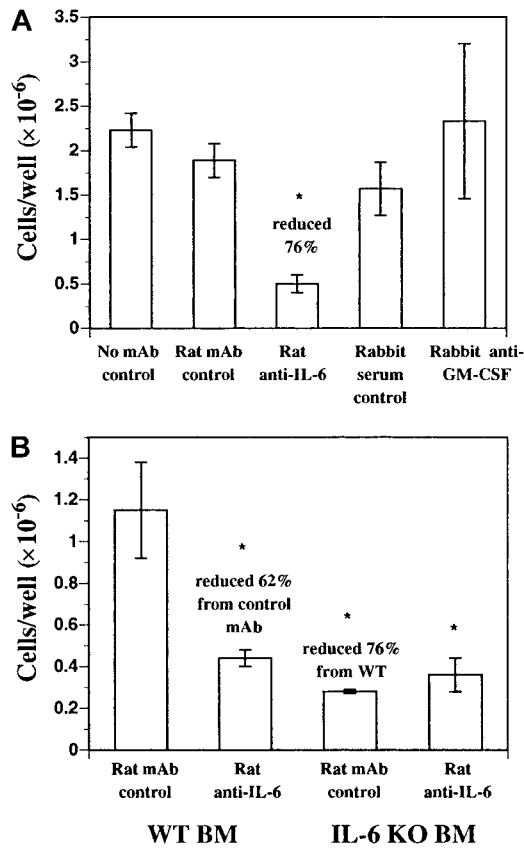 A
Cells/well (×10⁻⁶)
3.5
3
2.5
2
1.5
1
0.5
0
*
reduced
76%
No mAb
control
Rat mAb
control
Rat
anti-IL-6
Rabbit
serum
control
Rabbit anti-
GM-CSF
B
Cells/well (×10⁻⁶)
1.4
1.2
1
0.8
0.6
0.4
0.2
0
*
reduced 62%
from control
mAb
*
reduced 76%
from WT
*
Rat mAb
control
Rat
anti-IL-6
Rat mAb
control
Rat
anti-IL-6
WT BM
IL-6 KO BM